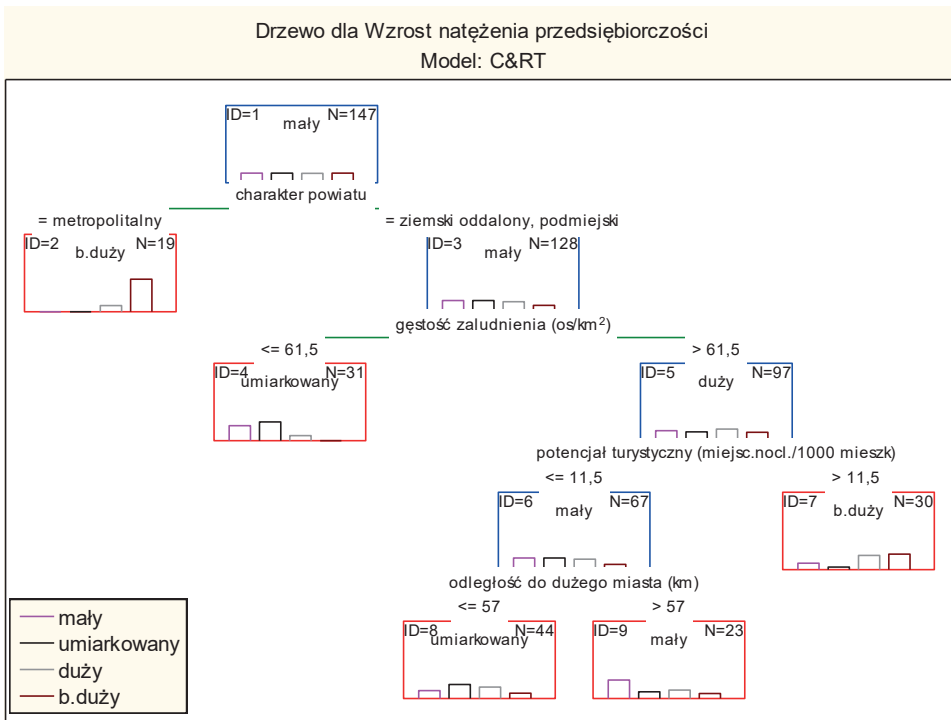 Drzewo dla Wzrost natężenia przedsiębiorczości
Model: C&RT
ID=1 N=147
mały
charakter powiatu
= metropolitalny = ziemski oddalony, podmiejski
ID=2 N=19 ID=3 N=128
b.duży mały
gęstość zaludnienia (os/km²)
<= 61,5 > 61,5
ID=4 N=31 ID=5 N=97
umiarkowany duży
potencjał turystyczny (miejsc.nocl./1000 mieszk)
<= 11,5 > 11,5
ID=6 N=67 ID=7 N=30
mały b.duży
odległość do dużego miasta (km)
<= 57 > 57
ID=8 N=44 ID=9 N=23
umiarkowany mały
mały
umiarkowany
duży
b.duży